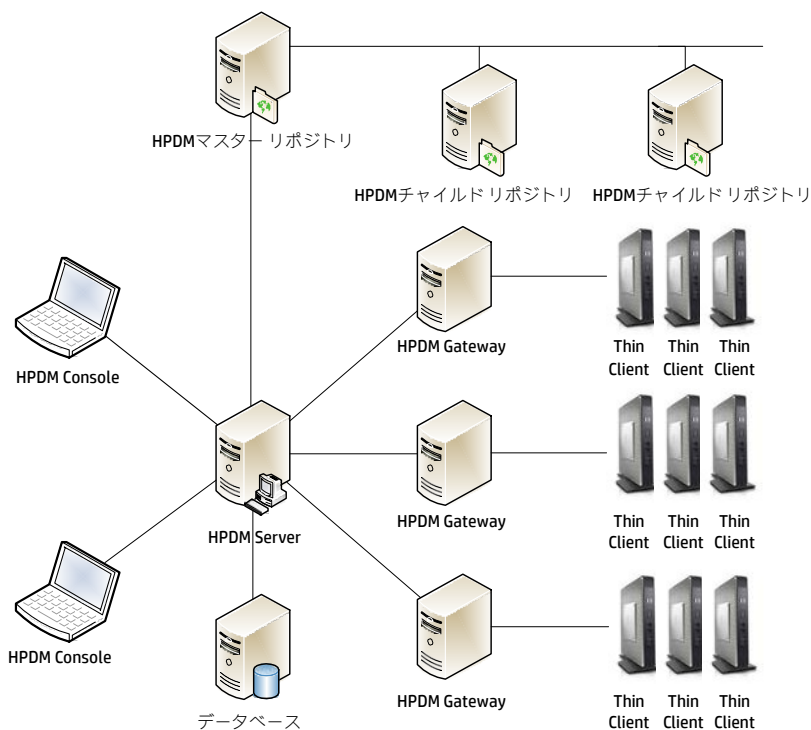 HPDMマスター リポジトリ
HPDMチャイルド リポジトリ
HPDMチャイルド リポジトリ
HPDM Console
HPDM Gateway
Thin Client
Thin Client
Thin Client
HPDM Server
HPDM Gateway
Thin Client
Thin Client
Thin Client
HPDM Console
データベース
HPDM Gateway
Thin Client
Thin Client
Thin Client